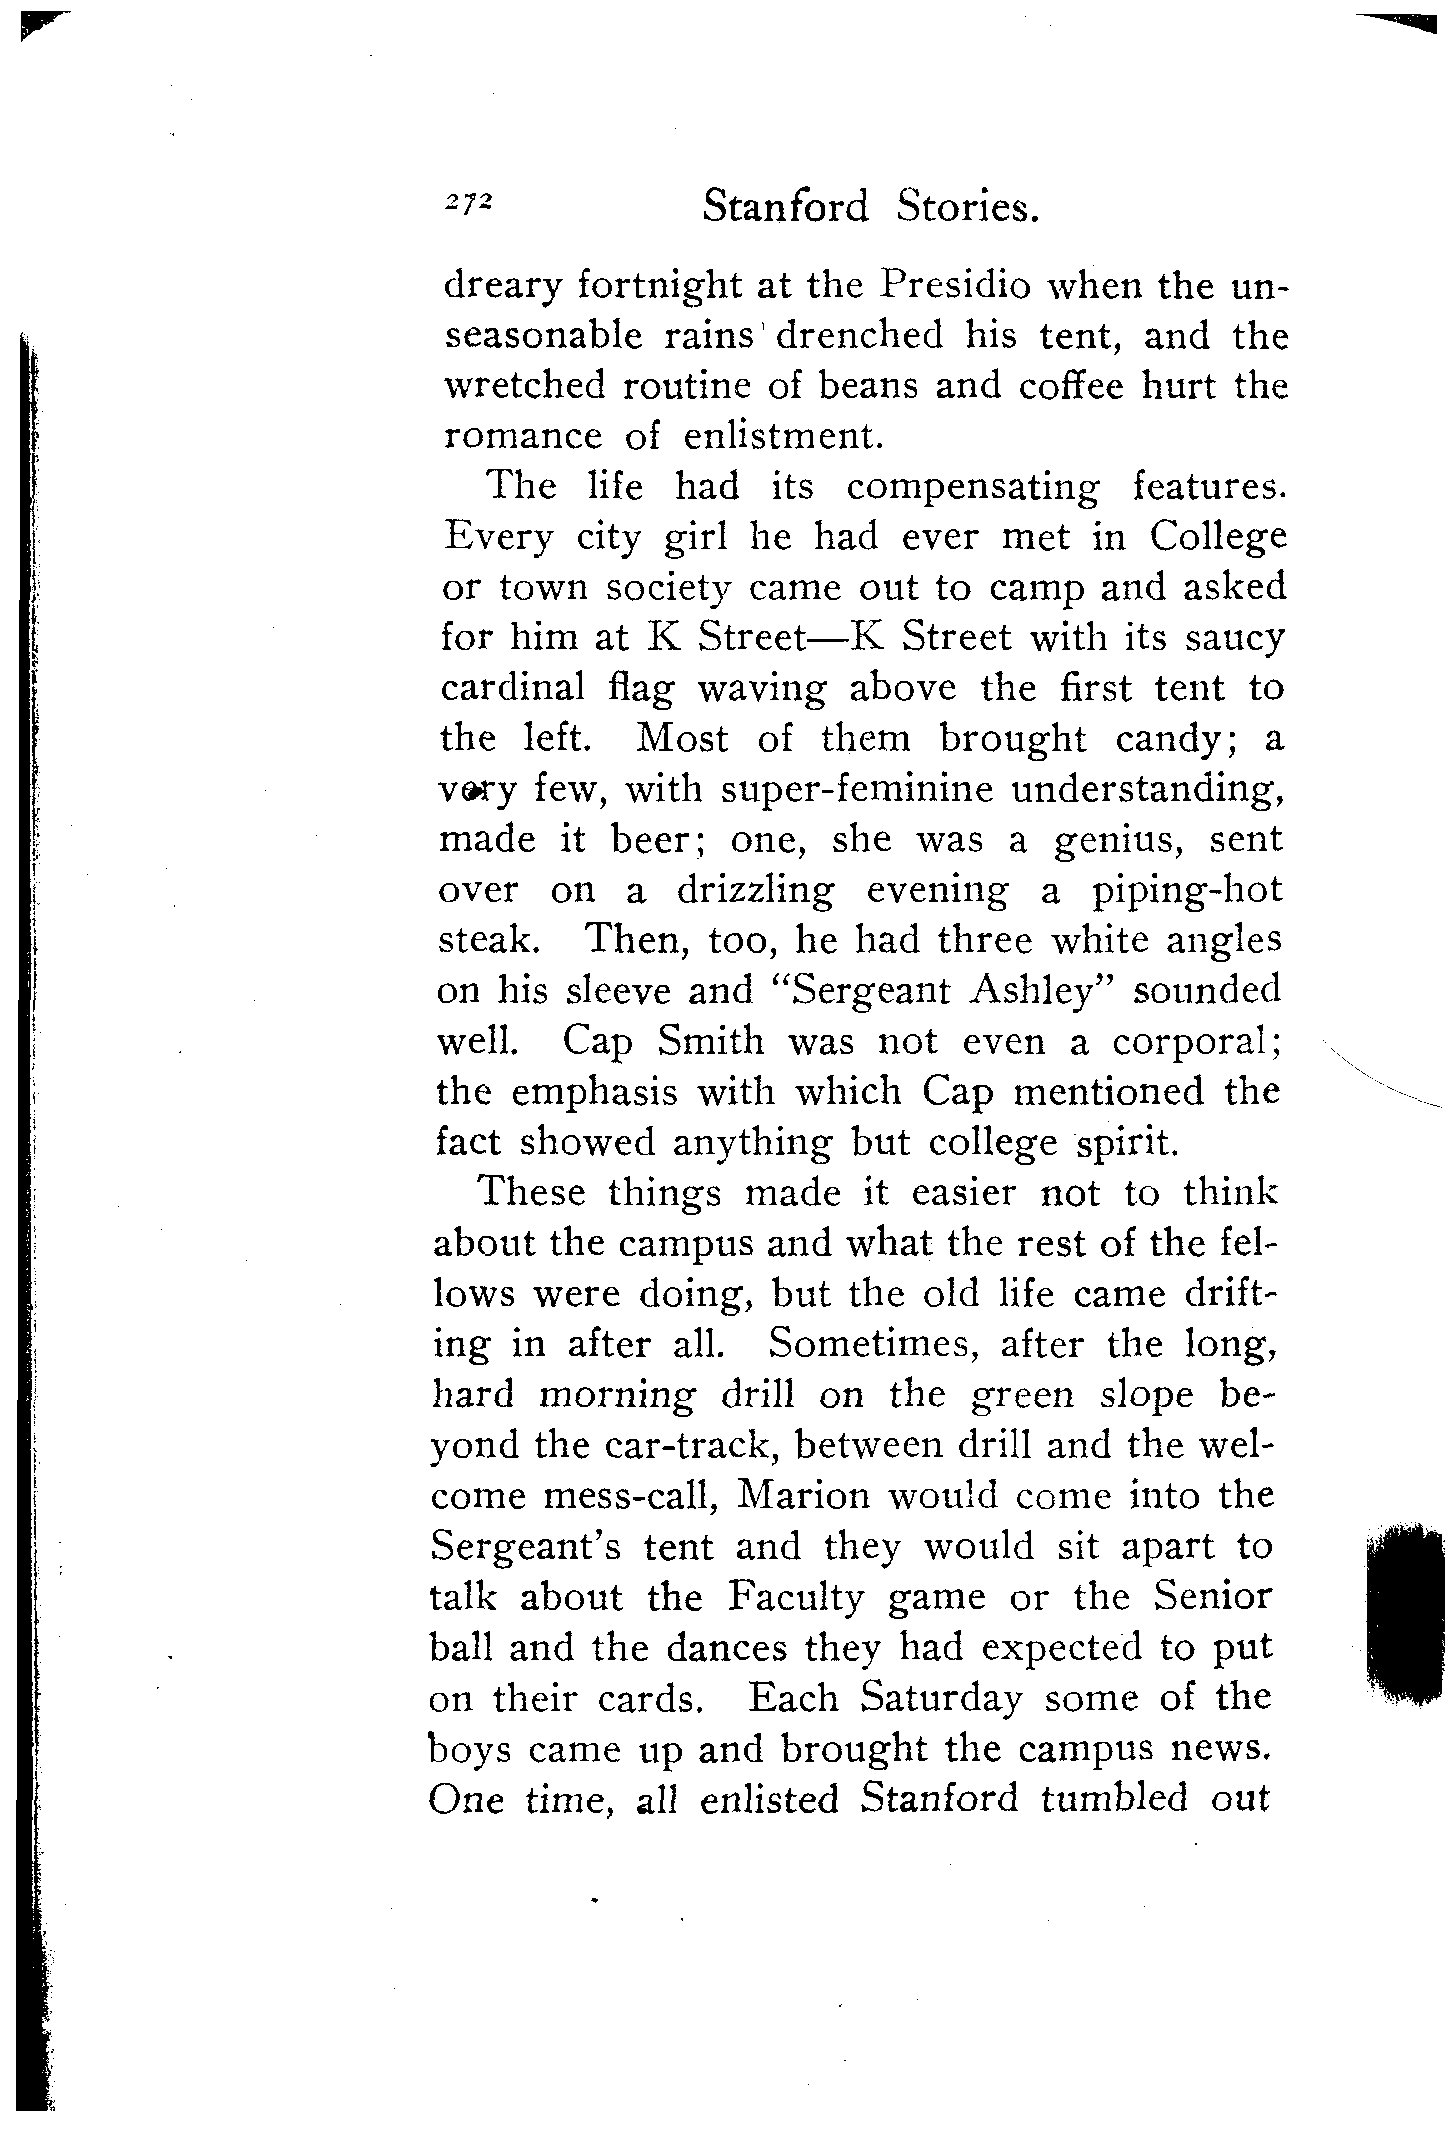 272 Stanford Stories.
dreary fortnight at the Presidio when the un-
seasonable rains drenched his tent, and the
wretched routine of beans and coffee hurt the
romance of enlistment.
The life had its compensating features.
Every city girl he had ever met in College
or town society came out to camp and asked
for him at K Street—K Street with its saucy
cardinal flag waving above the first tent to
the left. Most of them brought candy; a
very few, with super-feminine understanding,
made it beer; one, she was a genius, sent
over on a drizzling evening a piping-hot
steak. Then, too, he had three white angles
on his sleeve and "Sergeant Ashley" sounded
well. Cap Smith was not even a corporal;
the emphasis with which Cap mentioned the
fact showed anything but college spirit.
These things made it easier not to think
about the campus and what the rest of the fel-
lows were doing, but the old life came drift-
ing in after all. Sometimes, after the long,
hard morning drill on the green slope be-
yond the car-track, between drill and the wel-
come mess-call, Marion would come into the
Sergeant's tent and they would sit apart to
talk about the Faculty game or the Senior
ball and the dances they had expected to put
on their cards. Each Saturday some of the
boys came up and brought the campus news.
One time, all enlisted Stanford tumbled out